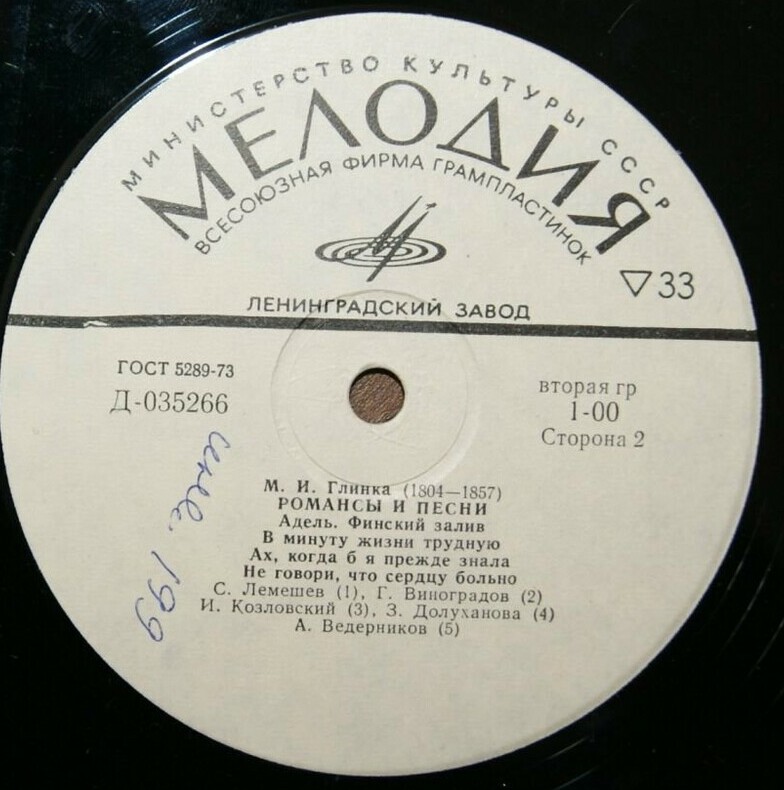 МИНИСТЕРСТВО КУЛЬТУРЫ СССР
МЕЛОДИЯ
ВСЕСОЮЗНАЯ ФИРМА ГРАМПЛАСТИНОК
▽33
ЛЕНИНГРАДСКИЙ ЗАВОД
ГОСТ 5289-73
Д-035266
вторая гр
1-00
Сторона 2
М. И. Глинка (1804—1857)
РОМАНСЫ И ПЕСНИ
Адель. Финский залив
В минуту жизни трудную
Ах, когда б я прежде знала
Не говори, что сердцу больно
С. Лемешев (1), Г. Виноградов (2)
И. Козловский (3), З. Долуханова (4)
А. Ведерников (5)
199